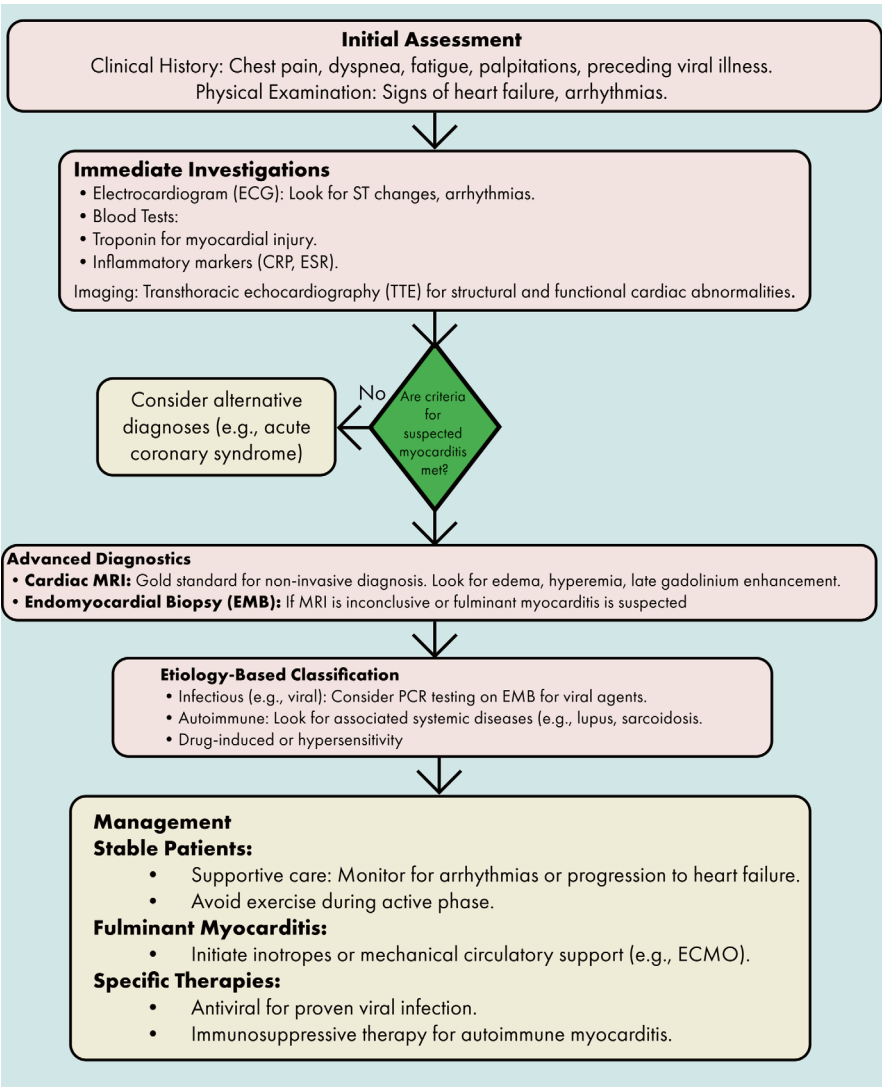 Initial Assessment
Clinical History: Chest pain, dyspnea, fatigue, palpitations, preceding viral illness.
Physical Examination: Signs of heart failure, arrhythmias.
Immediate Investigations
• Electrocardiogram (ECG): Look for ST changes, arrhythmias.
• Blood Tests:
• Troponin for myocardial injury.
• Inflammatory markers (CRP, ESR).
Imaging: Transthoracic echocardiography (TTE) for structural and functional cardiac abnormalities.
No
Consider alternative
diagnoses (e.g., acute
coronary syndrome)
Are criteria
for
suspected
myocarditis
met?
Advanced Diagnostics
• Cardiac MRI: Gold standard for non-invasive diagnosis. Look for edema, hyperemia, late gadolinium enhancement.
• Endomyocardial Biopsy (EMB): If MRI is inconclusive or fulminant myocarditis is suspected
Etiology-Based Classification
• Infectious (e.g., viral): Consider PCR testing on EMB for viral agents.
• Autoimmune: Look for associated systemic diseases (e.g., lupus, sarcoidosis.
• Drug-induced or hypersensitivity
Management
Stable Patients:
• Supportive care: Monitor for arrhythmias or progression to heart failure.
• Avoid exercise during active phase.
Fulminant Myocarditis:
• Initiate inotropes or mechanical circulatory support (e.g., ECMO).
Specific Therapies:
• Antiviral for proven viral infection.
• Immunosuppressive therapy for autoimmune myocarditis.